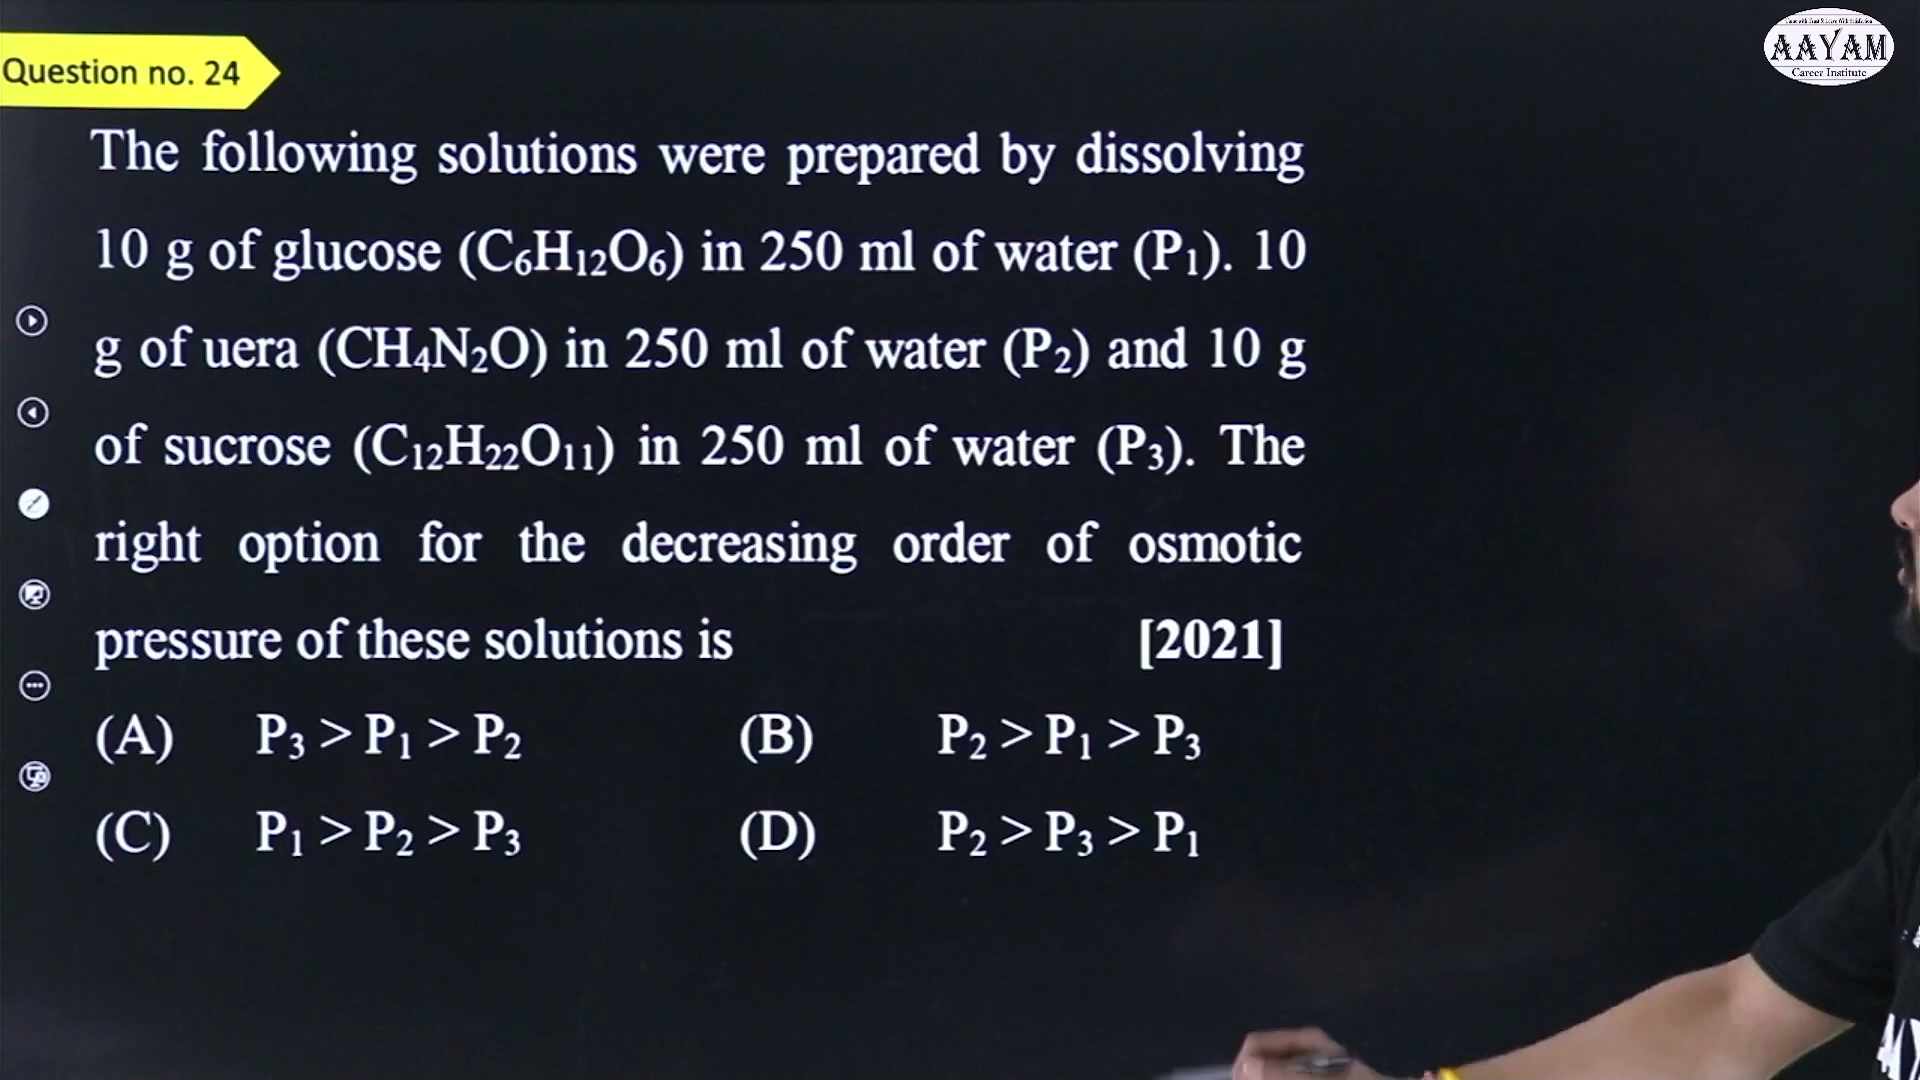 Question no. 24
AAYAM
Career Institute
The following solutions were prepared by dissolving
10 g of glucose (C₆H₁₂O₆) in 250 ml of water (P₁). 10
g of uera (CH₄N₂O) in 250 ml of water (P₂) and 10 g
of sucrose (C₁₂H₂₂O₁₁) in 250 ml of water (P₃). The
right option for the decreasing order of osmotic
pressure of these solutions is [2021]
(A) P₃ > P₁ > P₂ (B) P₂ > P₁ > P₃
(C) P₁ > P₂ > P₃ (D) P₂ > P₃ > P₁